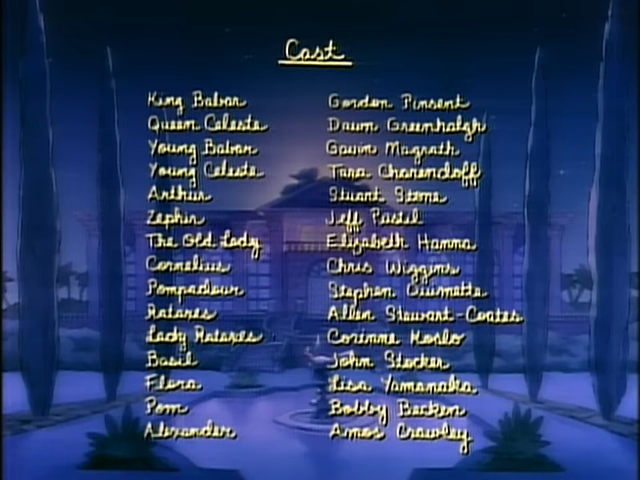 Cast
King Babar Gordon Pinsent
Queen Celeste Dawn Greenhalgh
Young Babar Gavin Magrath
Young Celeste Tara Charendoff
Arthur Stuart Stone
Zephir Jeff Pustil
The Old Lady Elizabeth Hanna
Cornelius Chris Wiggins
Pompadour Stephen Ouimette
Rataxes Allen Stewart-Coates
Lady Rataxes Corinne Konlo
Basil John Stocker
Flora Lisa Yamanaka
Pom Bobby Becken
Alexander Amos Crawley